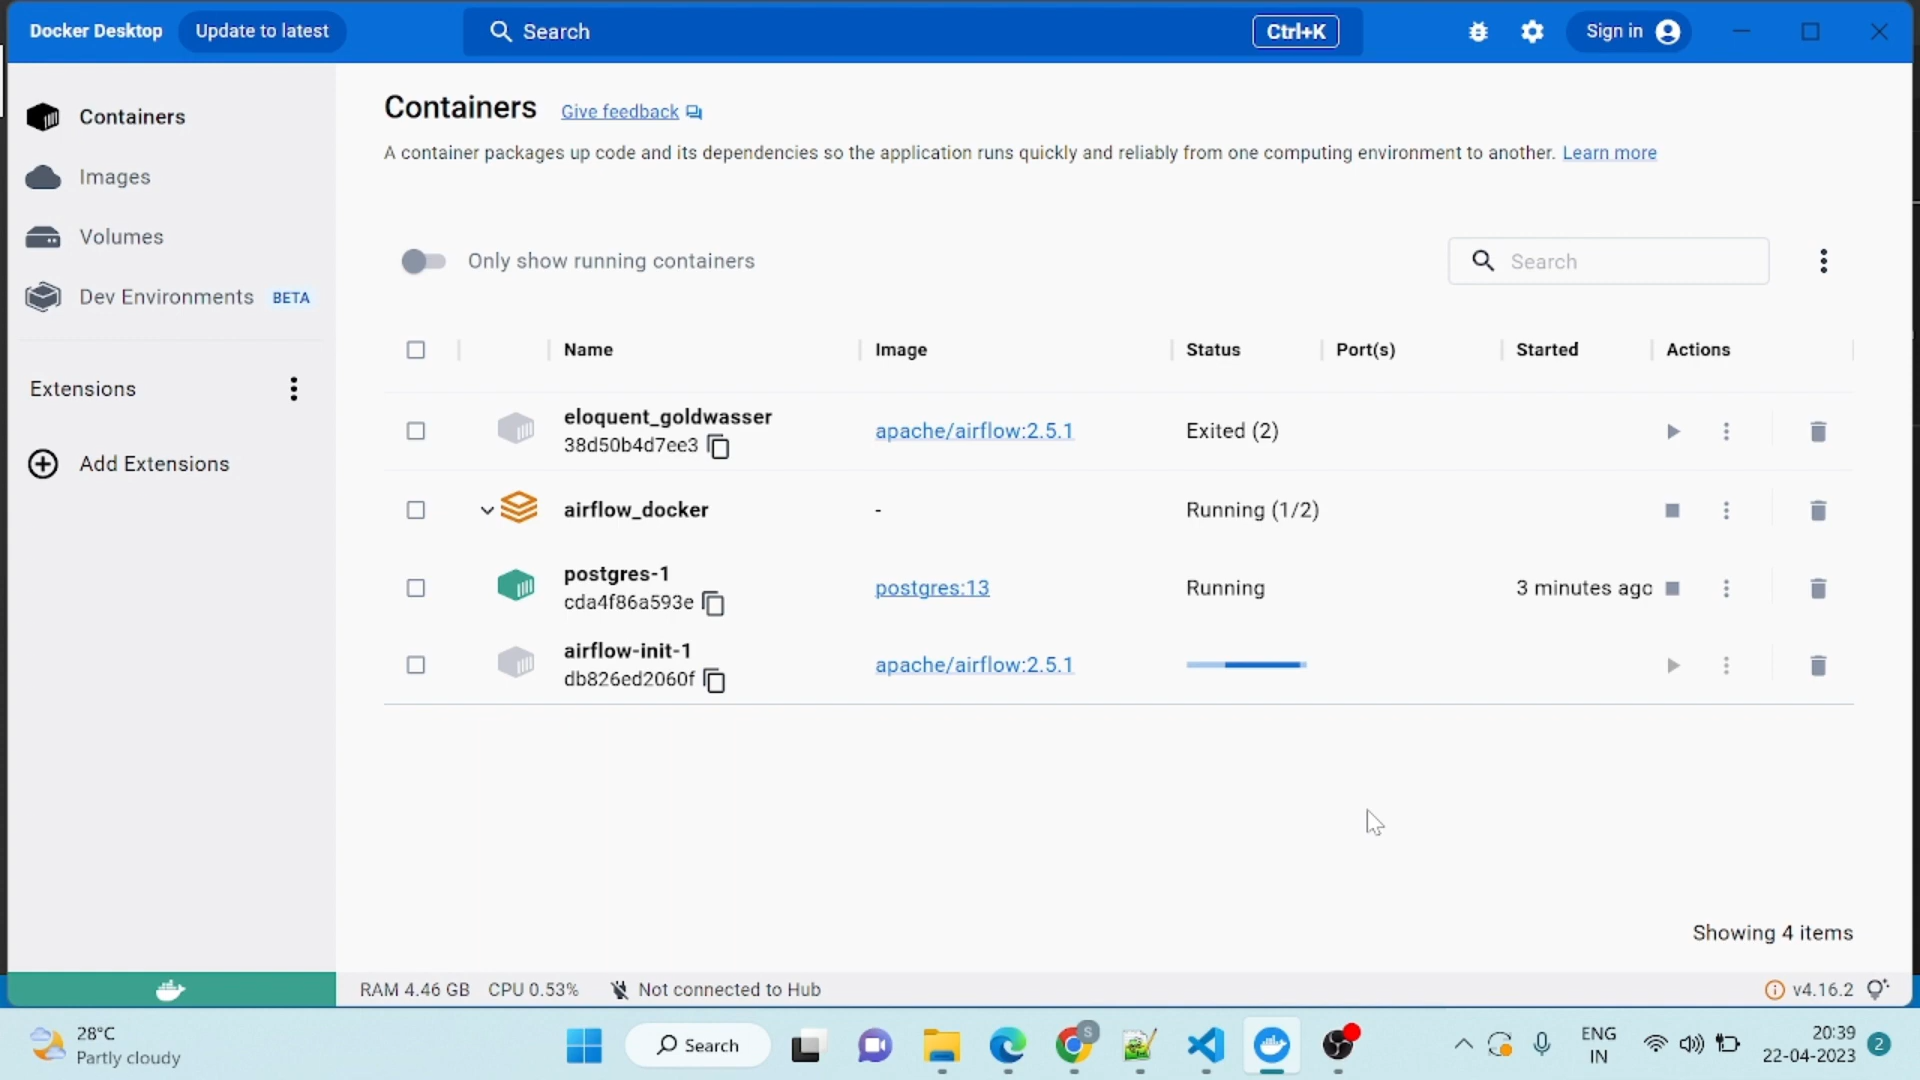 Docker Desktop
Update to latest
Search
Ctrl+K
Sign in
Containers
Images
Volumes
Dev Environments BETA
Extensions
Add Extensions
Containers
Give feedback
A container packages up code and its dependencies so the application runs quickly and reliably from one computing environment to another. Learn more
Only show running containers
Search
Name
Image
Status
Port(s)
Started
Actions
eloquent_goldwasser
38d50b4d7ee3
apache/airflow:2.5.1
Exited (2)
airflow_docker
-
Running (1/2)
postgres-1
cda4f86a593e
postgres:13
Running
3 minutes ago
airflow-init-1
db826ed2060f
apache/airflow:2.5.1
Showing 4 items
RAM 4.46 GB
CPU 0.53%
Not connected to Hub
v4.16.2
28°C
Partly cloudy
Search
S
ENG
IN
20:39
22-04-2023
2